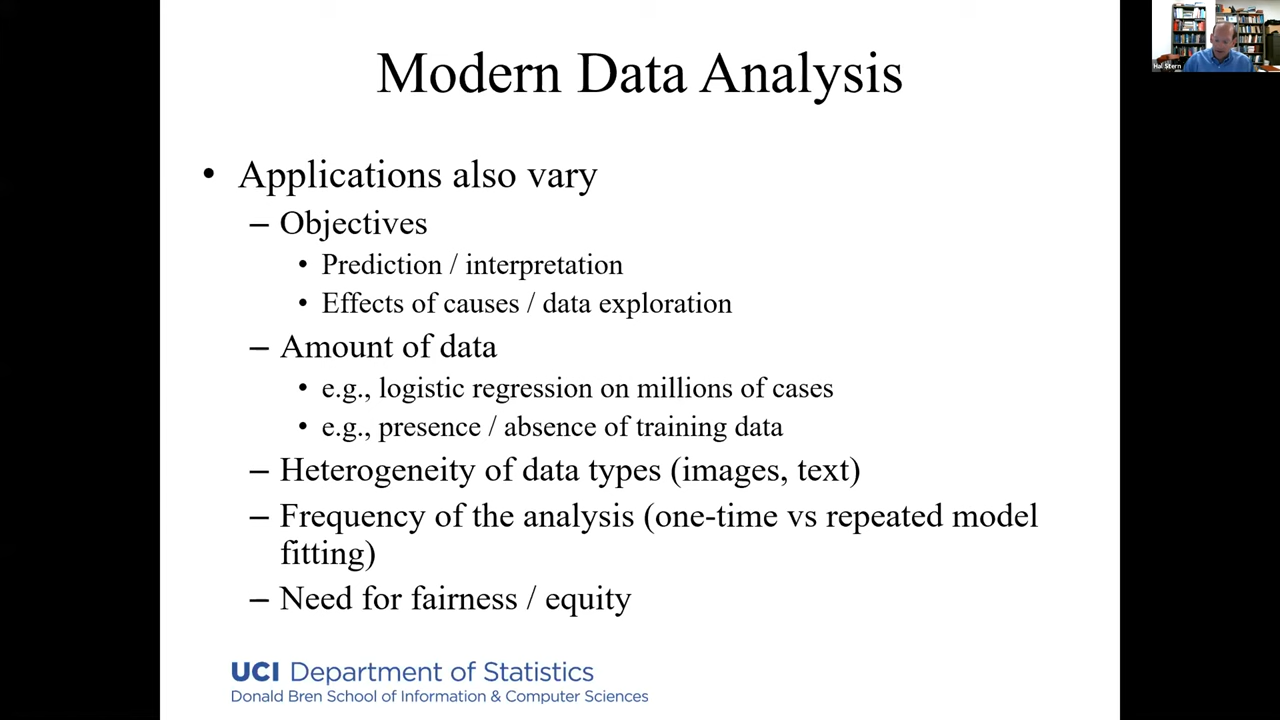 Modern Data Analysis
Hal Stern
• Applications also vary
– Objectives
• Prediction / interpretation
• Effects of causes / data exploration
– Amount of data
• e.g., logistic regression on millions of cases
• e.g., presence / absence of training data
– Heterogeneity of data types (images, text)
– Frequency of the analysis (one-time vs repeated model
fitting)
– Need for fairness / equity
UCI Department of Statistics
Donald Bren School of Information & Computer Sciences